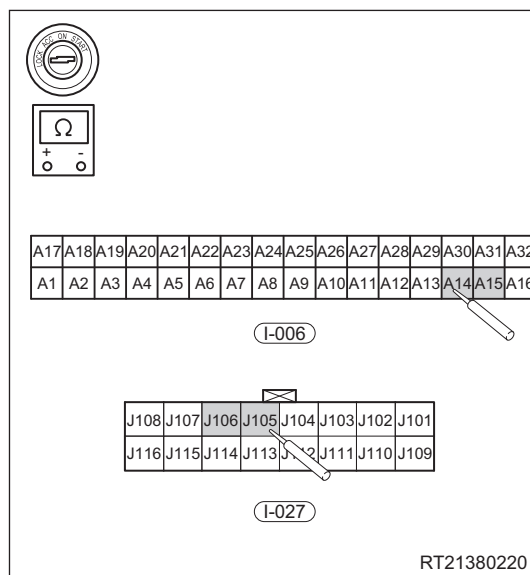 LOCK ACC ON START
Ω
+ -
A17 A18 A19 A20 A21 A22 A23 A24 A25 A26 A27 A28 A29 A30 A31 A32
A1 A2 A3 A4 A5 A6 A7 A8 A9 A10 A11 A12 A13 A14 A15 A16
I-006
J108 J107 J106 J105 J104 J103 J102 J101
J116 J115 J114 J113 J112 J111 J110 J109
I-027
RT21380220